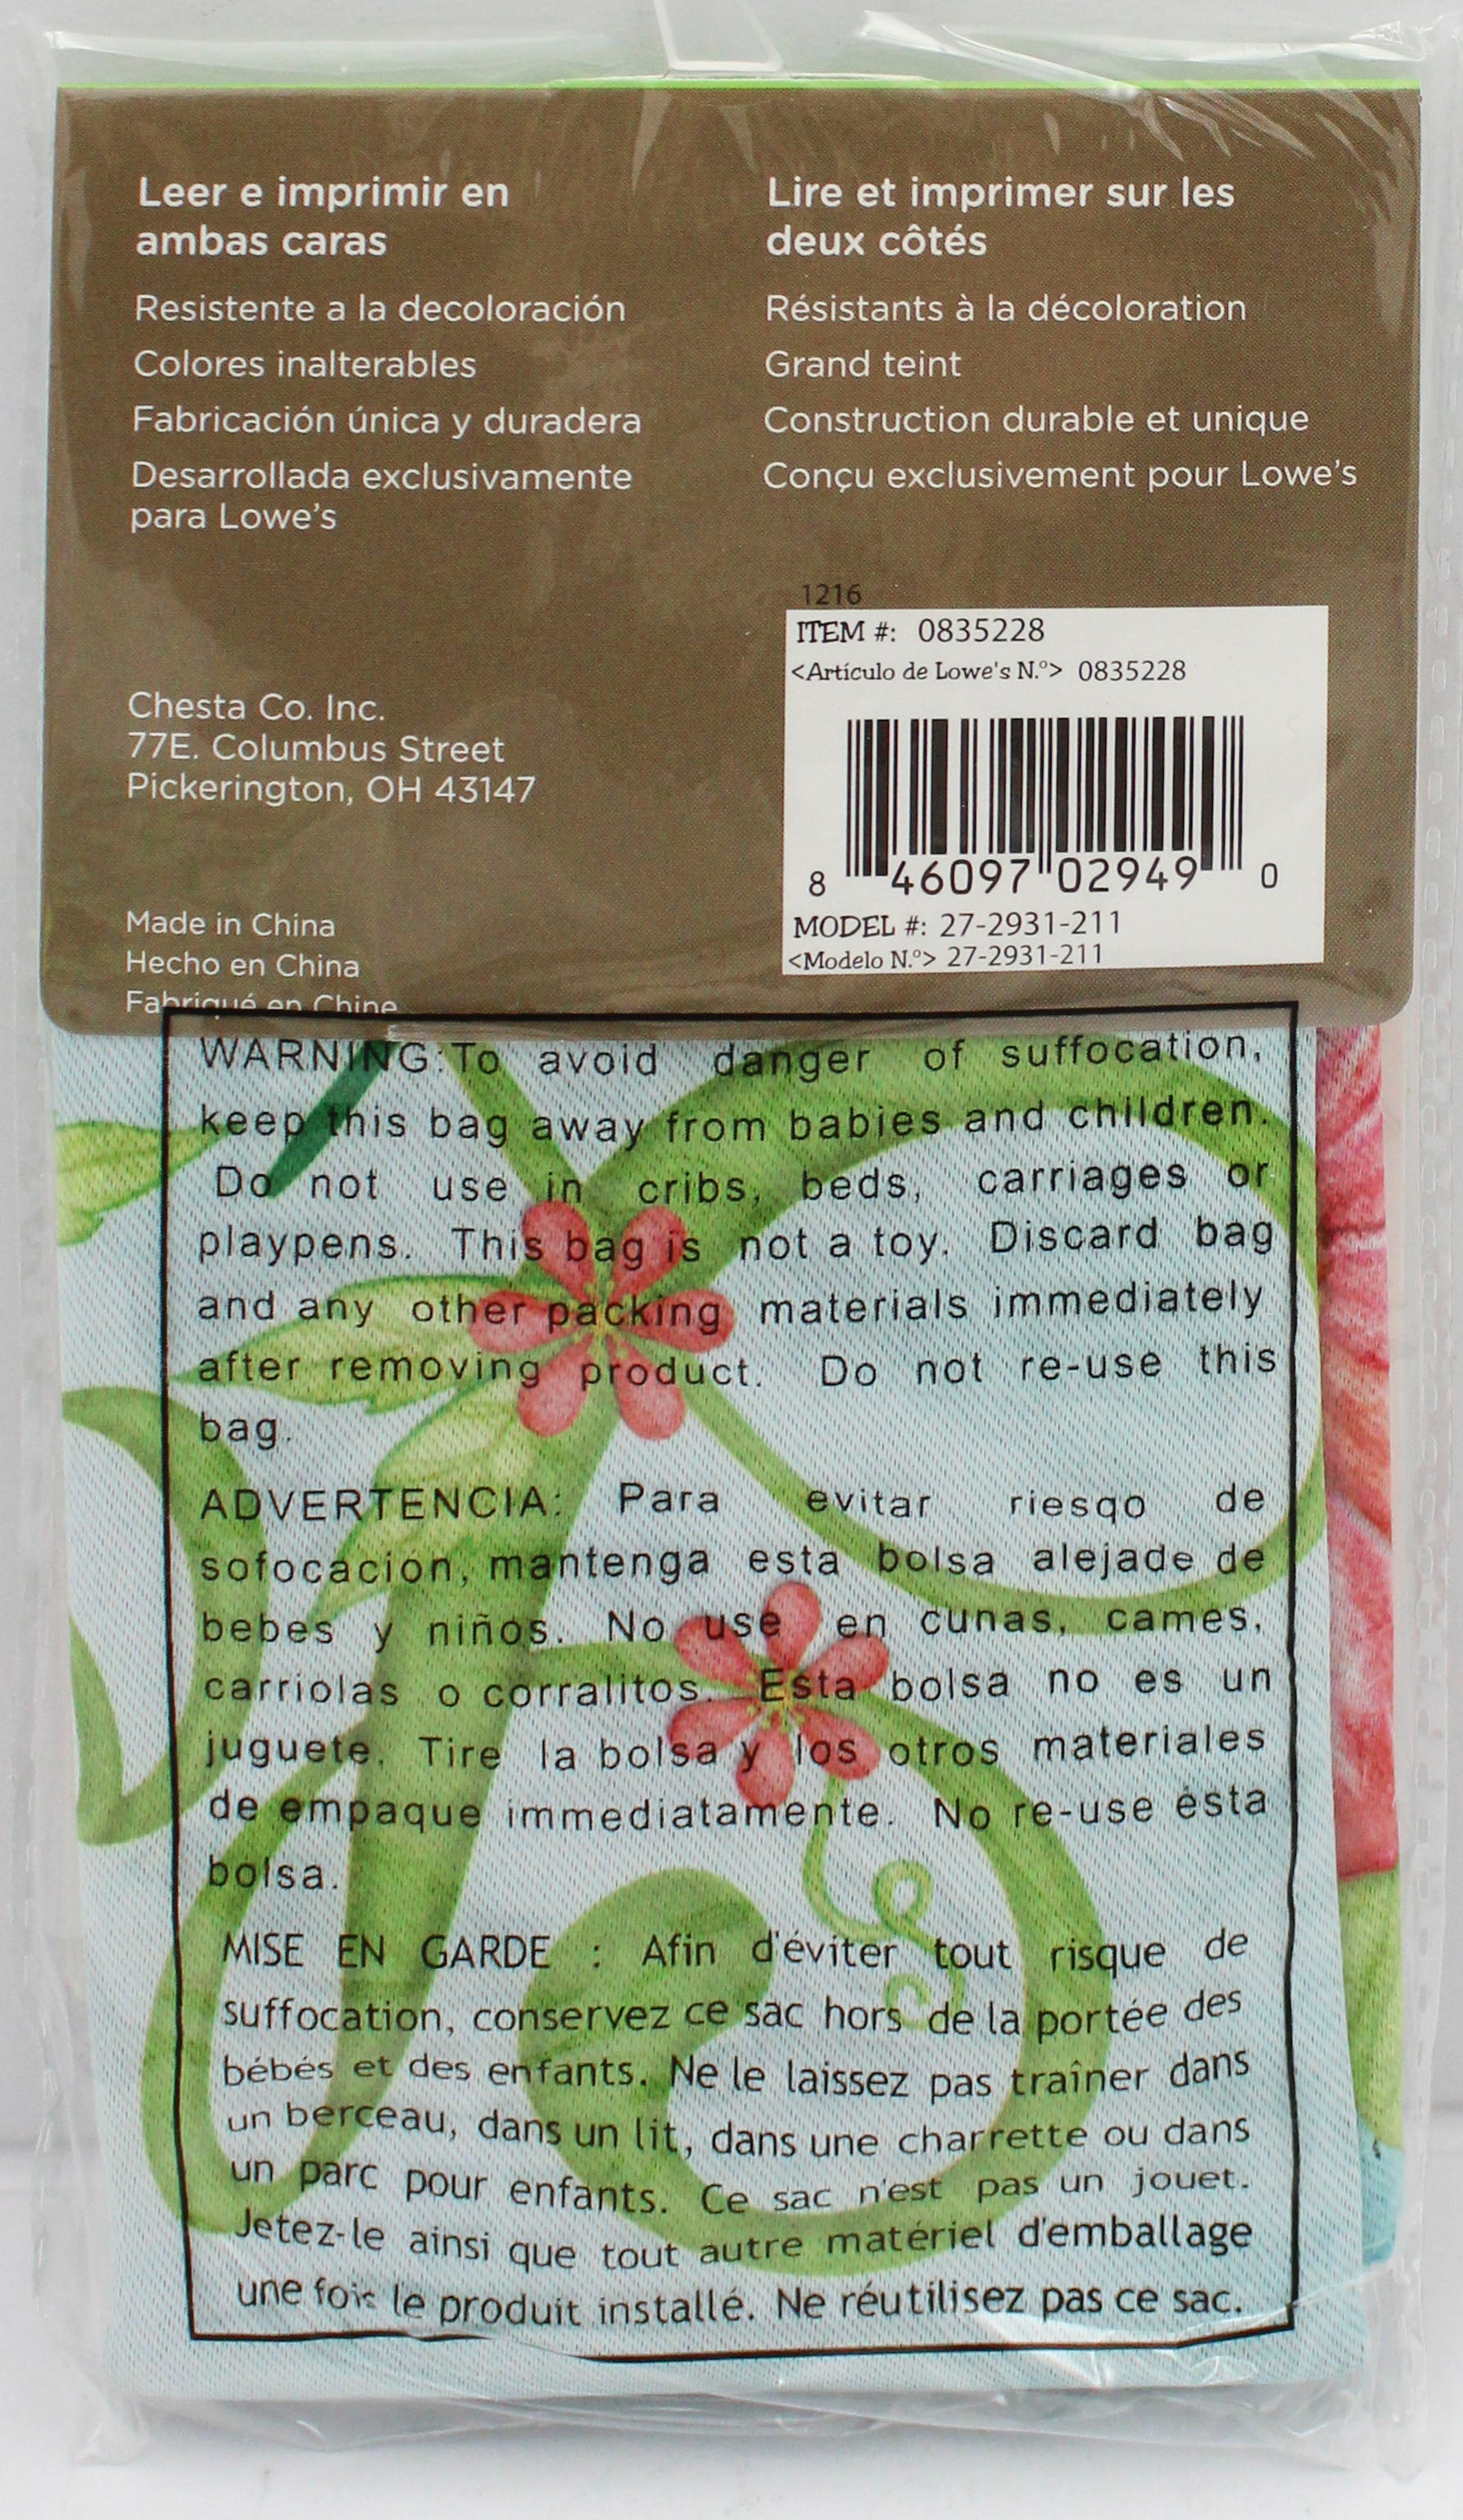 Leer e imprimir en
ambas caras
Resistente a la decoloración
Colores inalterables
Fabricación única y duradera
Desarrollada exclusivamente
para Lowe's
Lire et imprimer sur les
deux côtés
Résistants à la décoloration
Grand teint
Construction durable et unique
Conçu exclusivement pour Lowe's
1216
ITEM #: 0835228
<Artículo de Lowe's N.º> 0835228
8 46097 02949 0
MODEL #: 27-2931-211
<Modelo N.º> 27-2931-211
Chesta Co. Inc.
77E. Columbus Street
Pickerington, OH 43147
Made in China
Hecho en China
Fabriqué en Chine
WARNING: To avoid danger of suffocation,
keep this bag away from babies and children.
Do not use in cribs, beds, carriages or
playpens. This bag is not a toy. Discard bag
and any other packing materials immediately
after removing product. Do not re-use this
bag.
ADVERTENCIA: Para evitar riesqo de
sofocación, mantenga esta bolsa alejade de
bebes y niños. No use en cunas, cames,
carriolas o corralitos. Esta bolsa no es un
juguete. Tire la bolsa y los otros materiales
de empaque immediatamente. No re-use ésta
bolsa.
MISE EN GARDE : Afin d'éviter tout risque de
suffocation, conservez ce sac hors de la portée des
bébés et des enfants. Ne le laissez pas traîner dans
un berceau, dans un lit, dans une charrette ou dans
un parc pour enfants. Ce sac n'est pas un jouet.
Jetez-le ainsi que tout autre matériel d'emballage
une fois le produit installé. Ne réutilisez pas ce sac.